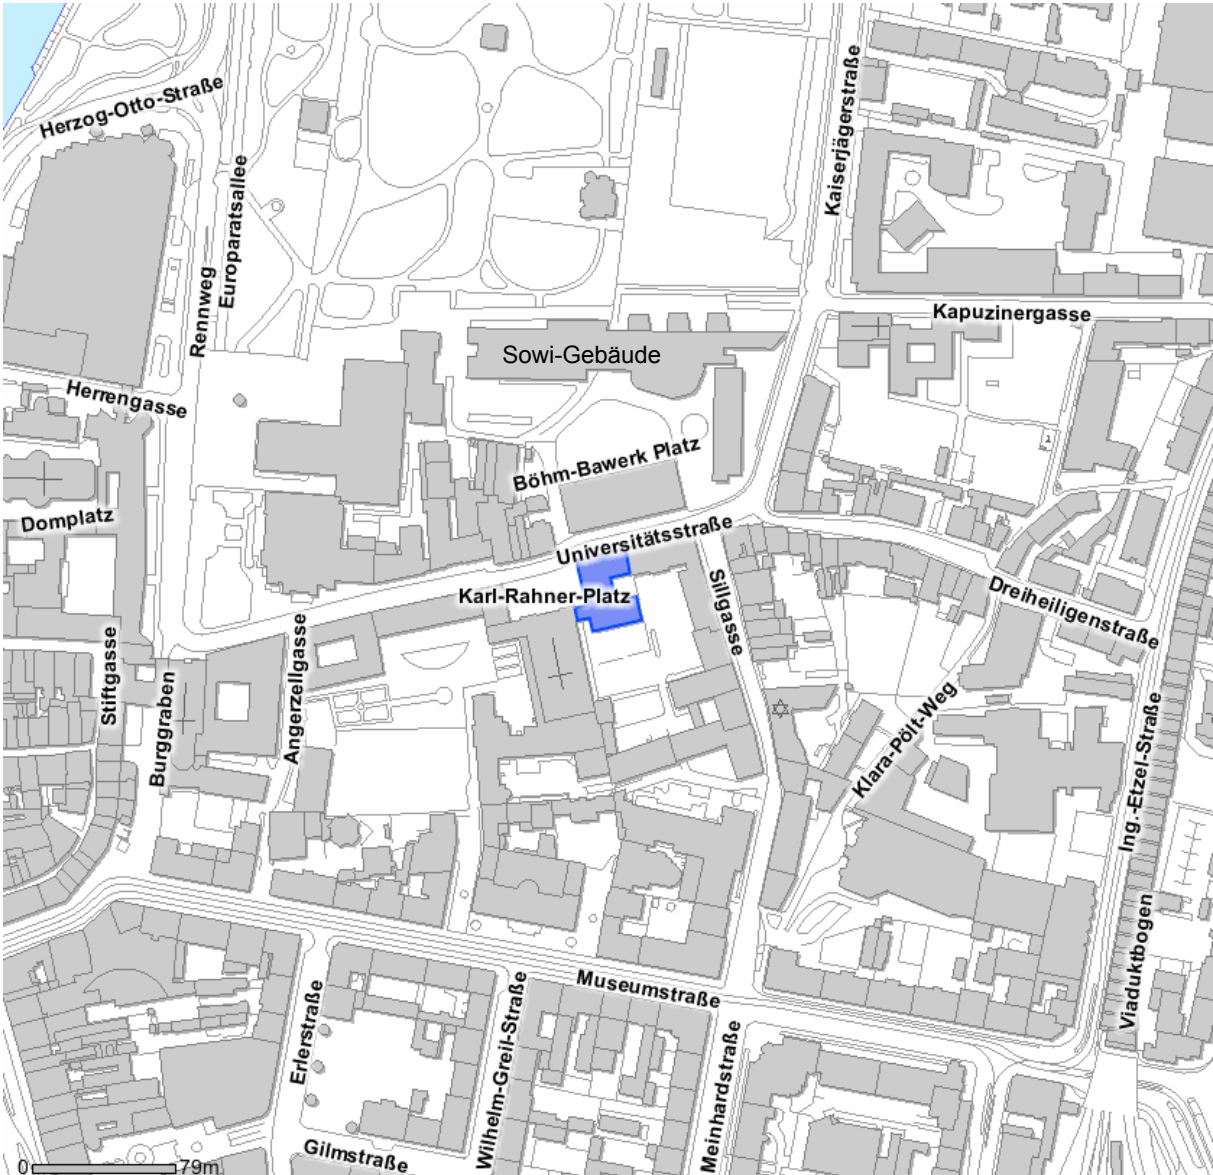 Herzog-Otto-Straße
Kaiserjägerstraße
Europaratsallee
Rennweg
Kapuzinergasse
Sowi-Gebäude
Herrengasse
Böhm-Bawerk Platz
Domplatz
Universitätsstraße
Karl-Rahner-Platz
Sillgasse
Dreiheiligenstraße
Stiftgasse
Burggraben
Angerzellgasse
Klara-Pölt-Weg
Ing.-Etzel-Straße
Viaduktbogen
Museumstraße
Erlerstraße
Wilhelm-Greil-Straße
Meinhardstraße
Gilmstraße
0 79m